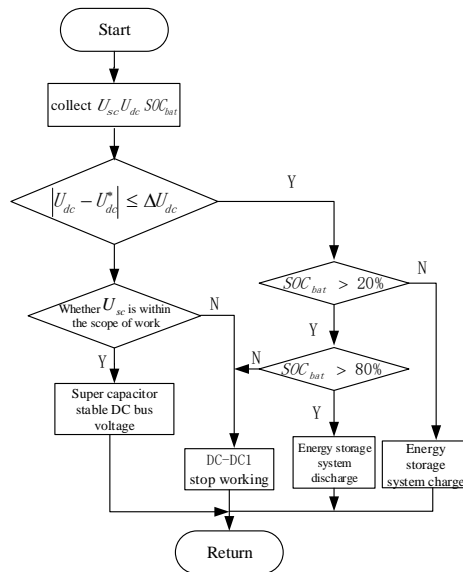 Start
collect U_sc U_dc SOC_bat
|U_dc − U*_dc| ≤ ΔU_dc
Y
SOC_bat > 20%
N
Whether U_sc is within
the scope of work
N
Y
Y
N
SOC_bat > 80%
Y
Super capacitor
stable DC bus
voltage
DC-DC1
stop working
Energy storage
system
discharge
Energy
storage
system charge
Return